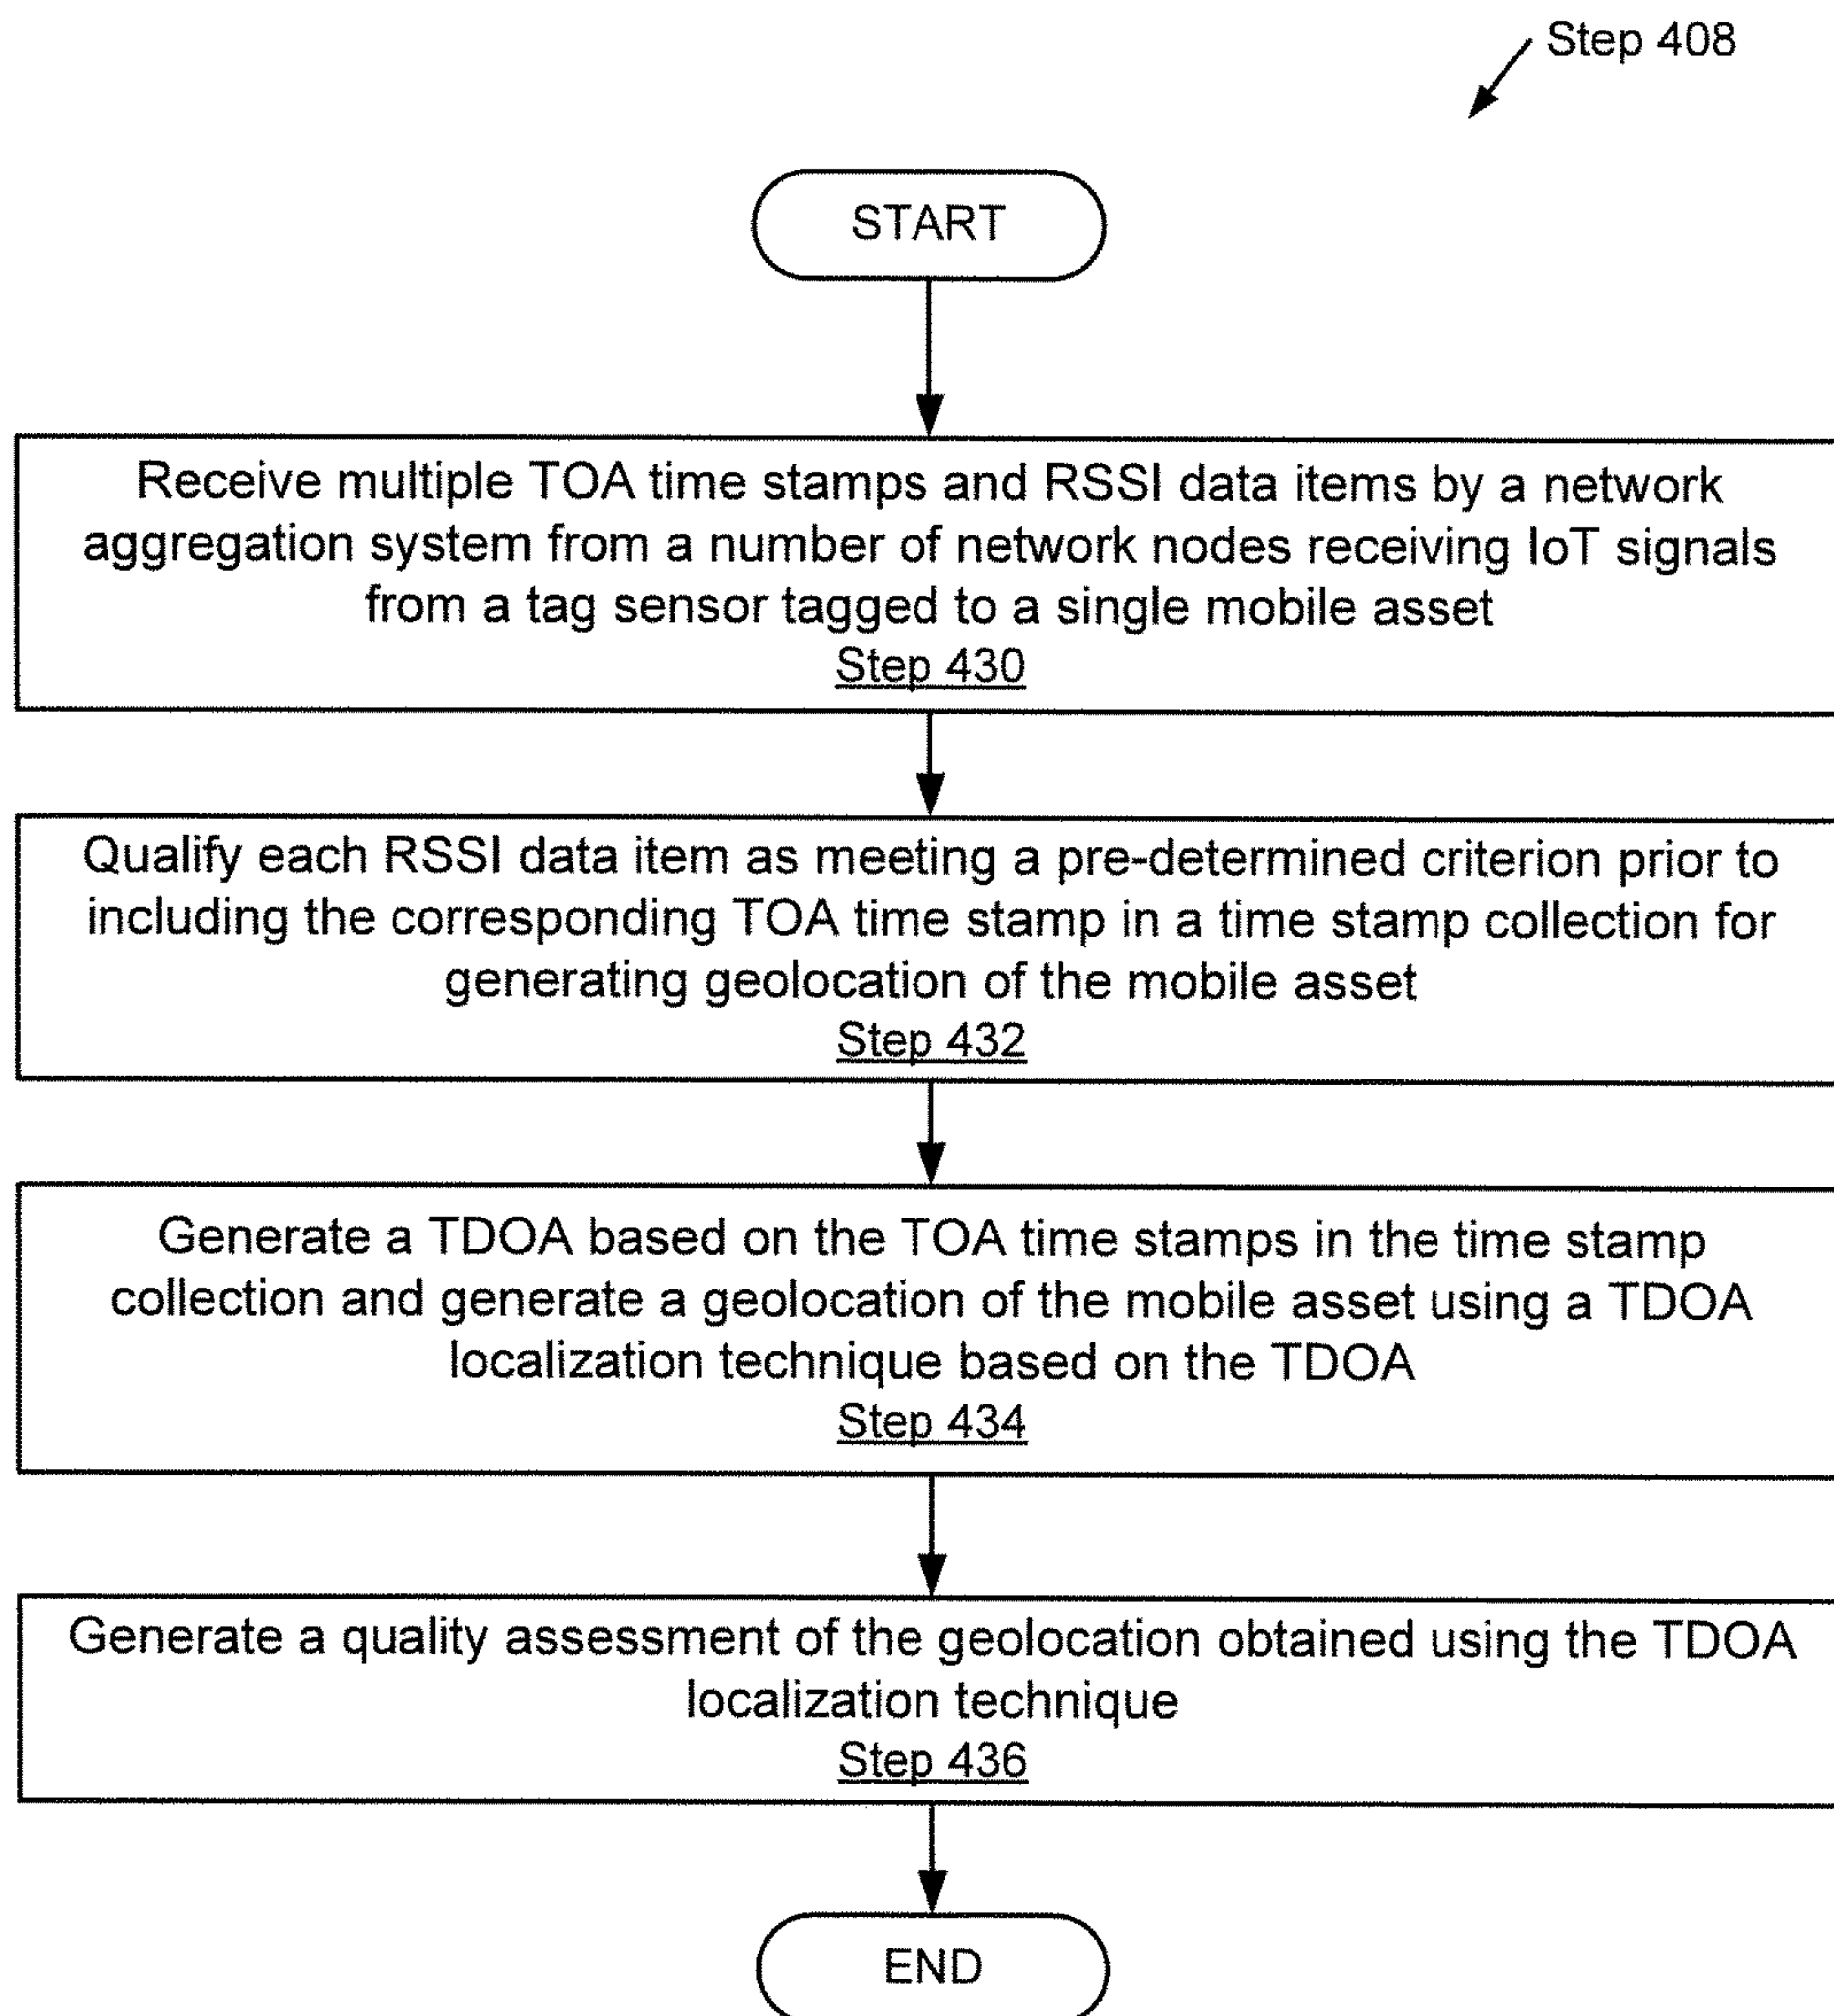 Step 408
START
Receive multiple TOA time stamps and RSSI data items by a network
aggregation system from a number of network nodes receiving IoT signals
from a tag sensor tagged to a single mobile asset
Step 430
Qualify each RSSI data item as meeting a pre-determined criterion prior to
including the corresponding TOA time stamp in a time stamp collection for
generating geolocation of the mobile asset
Step 432
Generate a TDOA based on the TOA time stamps in the time stamp
collection and generate a geolocation of the mobile asset using a TDOA
localization technique based on the TDOA
Step 434
Generate a quality assessment of the geolocation obtained using the TDOA
localization technique
Step 436
END